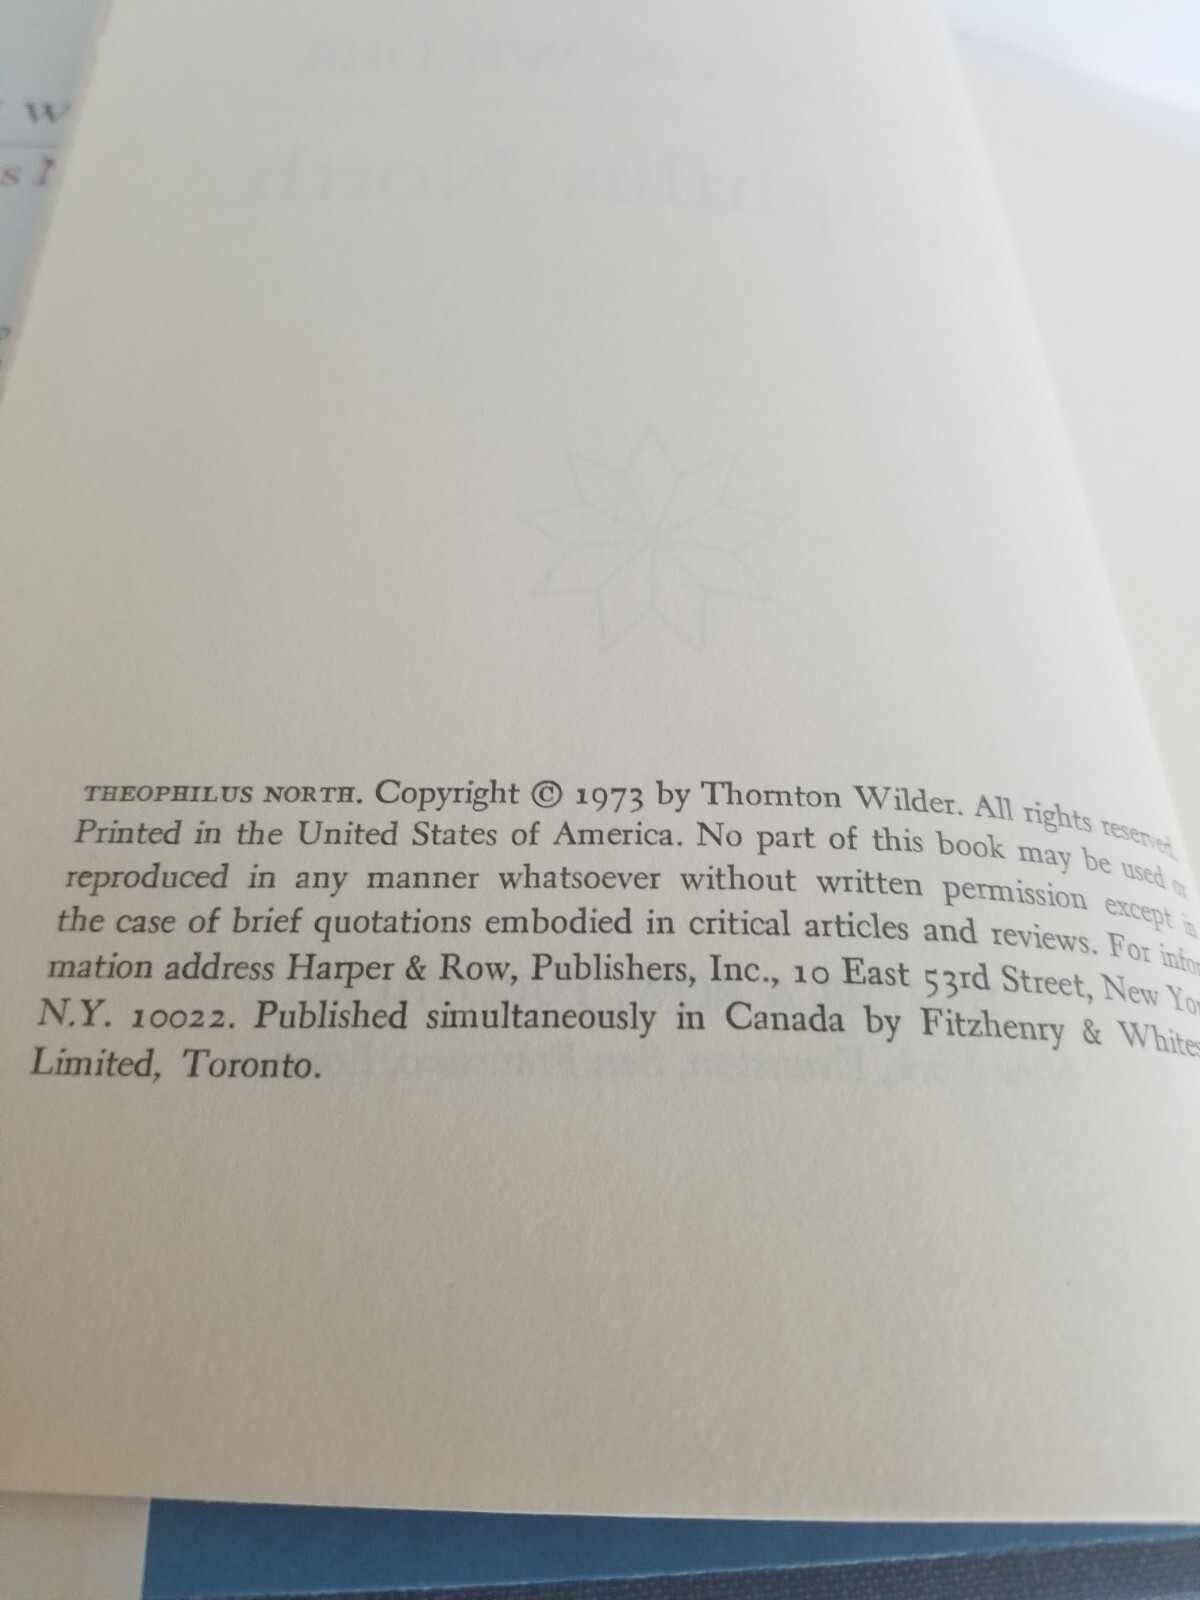 THEOPHILUS NORTH. Copyright © 1973 by Thornton Wilder. All rights reserved.
Printed in the United States of America. No part of this book may be used or
reproduced in any manner whatsoever without written permission except in
the case of brief quotations embodied in critical articles and reviews. For infor
mation address Harper & Row, Publishers, Inc., 10 East 53rd Street, New Yor
N.Y. 10022. Published simultaneously in Canada by Fitzhenry & Whites
Limited, Toronto.